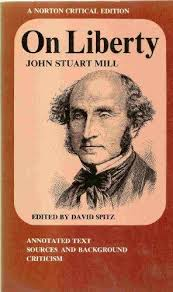 A NORTON CRITICAL EDITION
On Liberty
JOHN STUART MILL
EDITED BY DAVID SPITZ
ANNOTATED TEXT
SOURCES AND BACKGROUND
CRITICISM